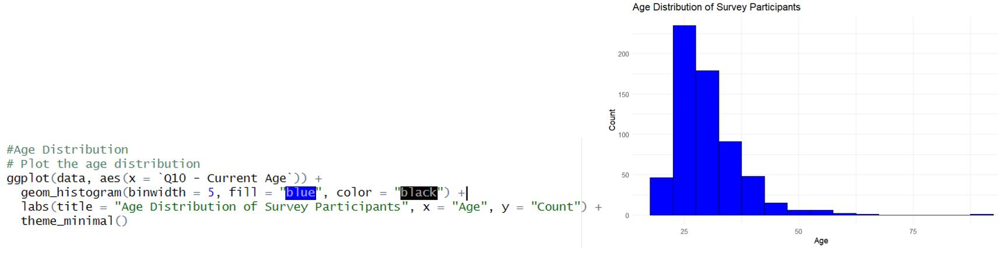 #Age Distribution
# Plot the age distribution
ggplot(data, aes(x = `Q10 - Current Age`)) +
  geom_histogram(binwidth = 5, fill = "blue", color = "black") +
  labs(title = "Age Distribution of Survey Participants", x = "Age", y = "Count") +
  theme_minimal()
Age Distribution of Survey Participants
Count
200
150
100
50
0
25 50 75
Age